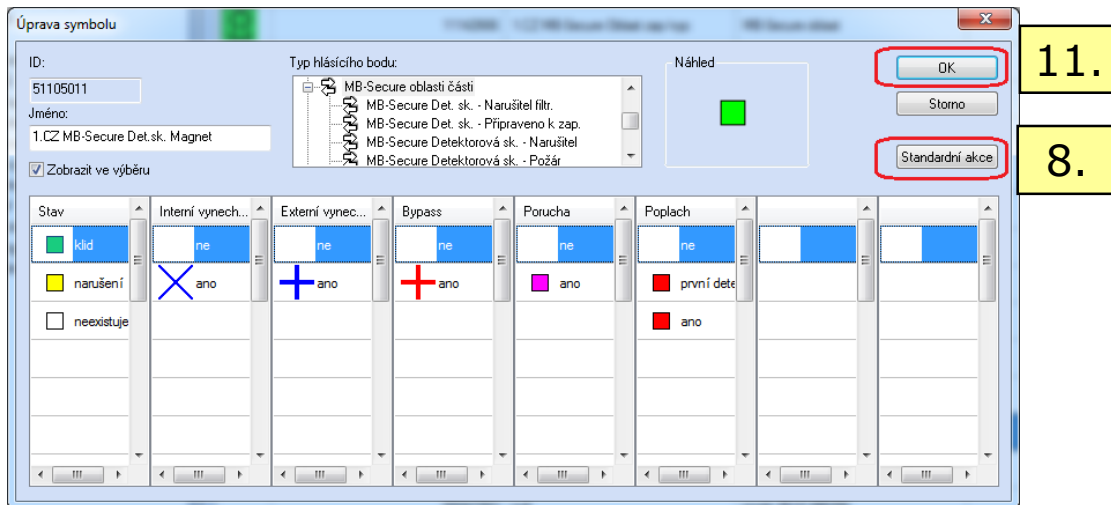 Úprava symbolu
ID:
51105011
Jméno:
1.CZ MB-Secure Det.sk. Magnet
Zobrazit ve výběru
Typ hlásícího bodu:
MB-Secure oblasti části
MB-Secure Det. sk. - Narušitel filtr.
MB-Secure Det. sk. - Připraveno k zap.
MB-Secure Detektorová sk. - Narušitel
MB-Secure Detektorová sk. - Požár
Náhled
OK
11.
Storno
Standardní akce
8.
Stav
Interní vynech...
Externí vynec...
Bypass
Porucha
Poplach
klid
ne
ne
ne
ne
ne
narušení
ano
ano
ano
ano
první dete
neexistuje
ano